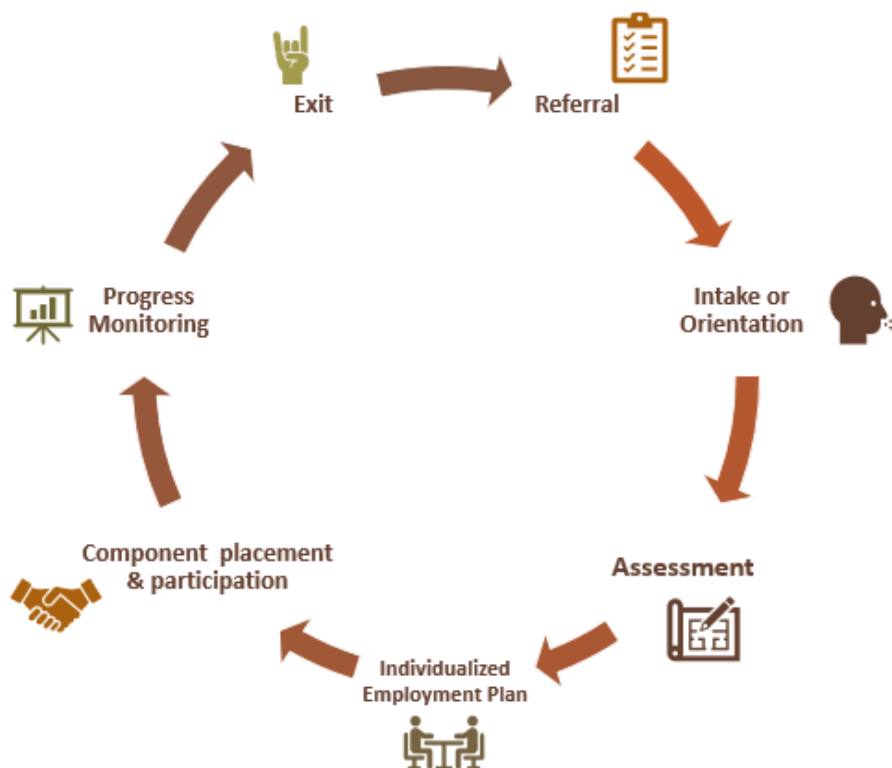 Exit
Referral
Intake or
Orientation
Assessment
Individualized
Employment Plan
Component placement
& participation
Progress
Monitoring